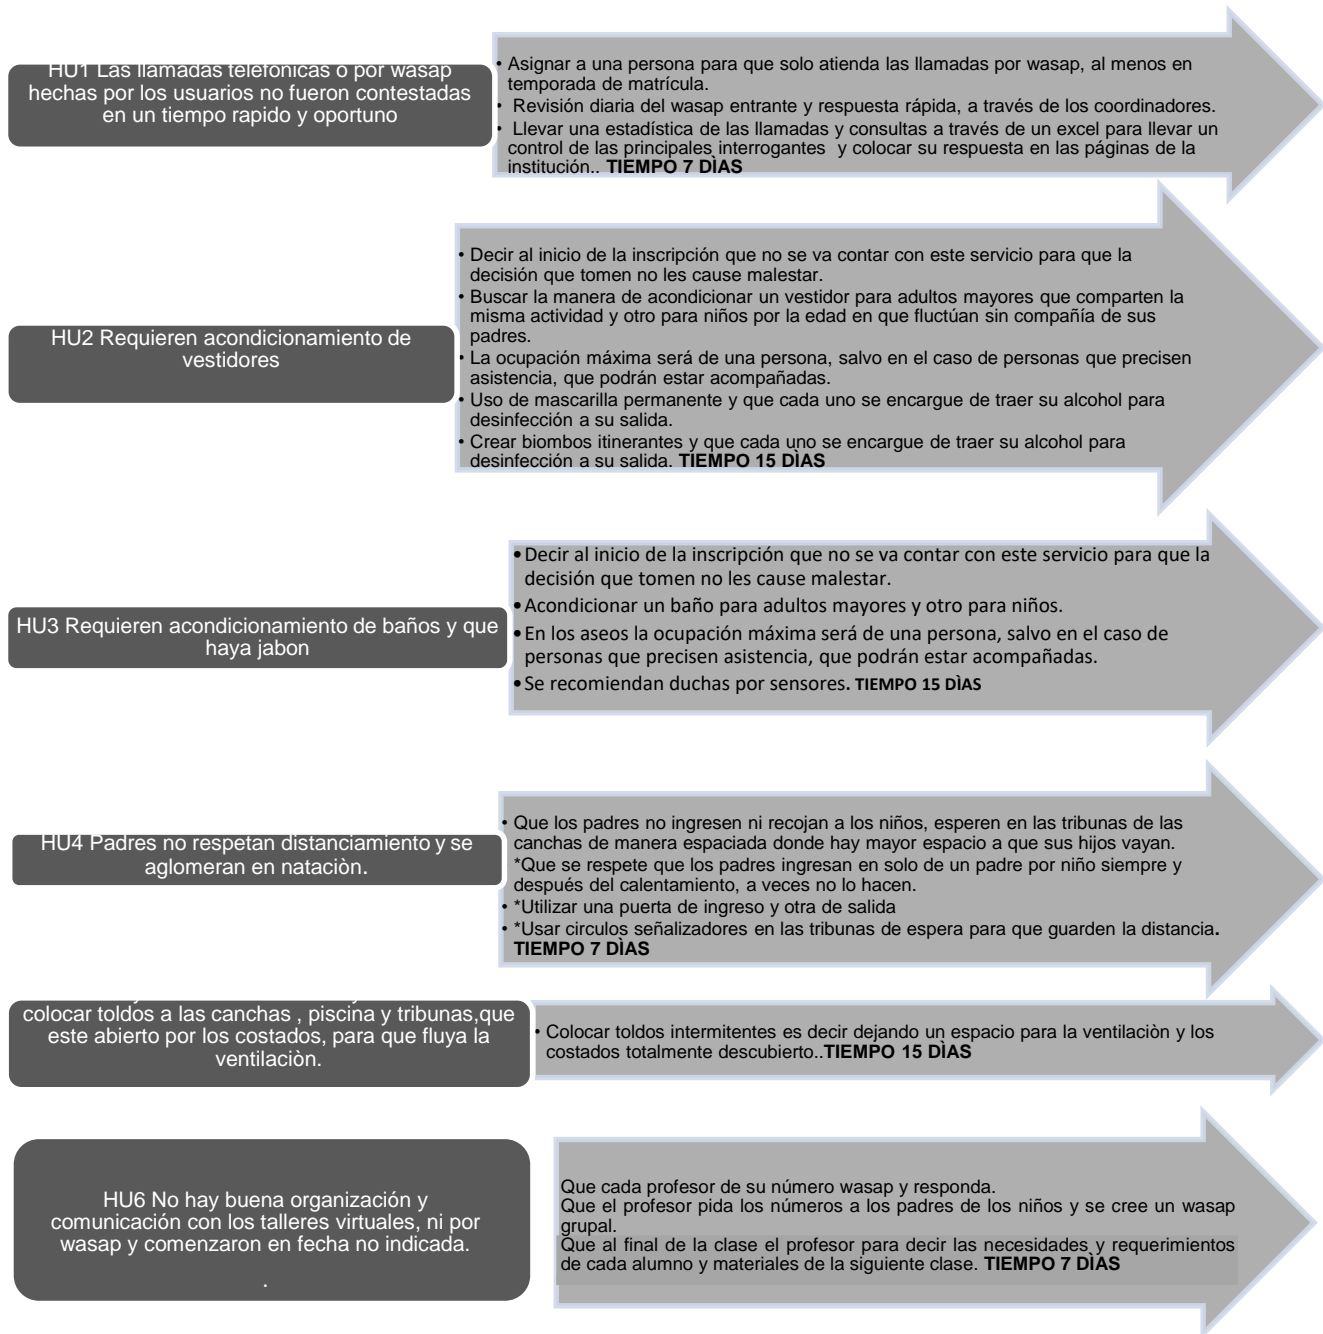 HU1 Las llamadas telefonicas o por wasap
hechas por los usuarios no fueron contestadas
en un tiempo rapido y oportuno
• Asignar a una persona para que solo atienda las llamadas por wasap, al menos en
temporada de matrícula.
• Revisión diaria del wasap entrante y respuesta rápida, a través de los coordinadores.
• Llevar una estadística de las llamadas y consultas a través de un excel para llevar un
control de las principales interrogantes y colocar su respuesta en las páginas de la
institución.. TIEMPO 7 DÌAS
HU2 Requieren acondicionamiento de
vestidores
• Decir al inicio de la inscripción que no se va contar con este servicio para que la
decisión que tomen no les cause malestar.
• Buscar la manera de acondicionar un vestidor para adultos mayores que comparten la
misma actividad y otro para niños por la edad en que fluctúan sin compañía de sus
padres.
• La ocupación máxima será de una persona, salvo en el caso de personas que precisen
asistencia, que podrán estar acompañadas.
• Uso de mascarilla permanente y que cada uno se encargue de traer su alcohol para
desinfección a su salida.
• Crear biombos itinerantes y que cada uno se encargue de traer su alcohol para
desinfección a su salida. TIEMPO 15 DÌAS
HU3 Requieren acondicionamiento de baños y que
haya jabon
• Decir al inicio de la inscripción que no se va contar con este servicio para que la
decisión que tomen no les cause malestar.
• Acondicionar un baño para adultos mayores y otro para niños.
• En los aseos la ocupación máxima será de una persona, salvo en el caso de
personas que precisen asistencia, que podrán estar acompañadas.
• Se recomiendan duchas por sensores. TIEMPO 15 DÌAS
HU4 Padres no respetan distanciamiento y se
aglomeran en nataciòn.
• Que los padres no ingresen ni recojan a los niños, esperen en las tribunas de las
canchas de manera espaciada donde hay mayor espacio a que sus hijos vayan.
*Que se respete que los padres ingresan en solo de un padre por niño siempre y
después del calentamiento, a veces no lo hacen.
• *Utilizar una puerta de ingreso y otra de salida
• *Usar circulos señalizadores en las tribunas de espera para que guarden la distancia.
TIEMPO 7 DÌAS
colocar toldos a las canchas , piscina y tribunas,que
este abierto por los costados, para que fluya la
ventilaciòn.
• Colocar toldos intermitentes es decir dejando un espacio para la ventilaciòn y los
costados totalmente descubierto..TIEMPO 15 DÌAS
HU6 No hay buena organización y
comunicación con los talleres virtuales, ni por
wasap y comenzaron en fecha no indicada.
.
Que cada profesor de su número wasap y responda.
Que el profesor pida los números a los padres de los niños y se cree un wasap
grupal.
Que al final de la clase el profesor para decir las necesidades y requerimientos
de cada alumno y materiales de la siguiente clase. TIEMPO 7 DÌAS